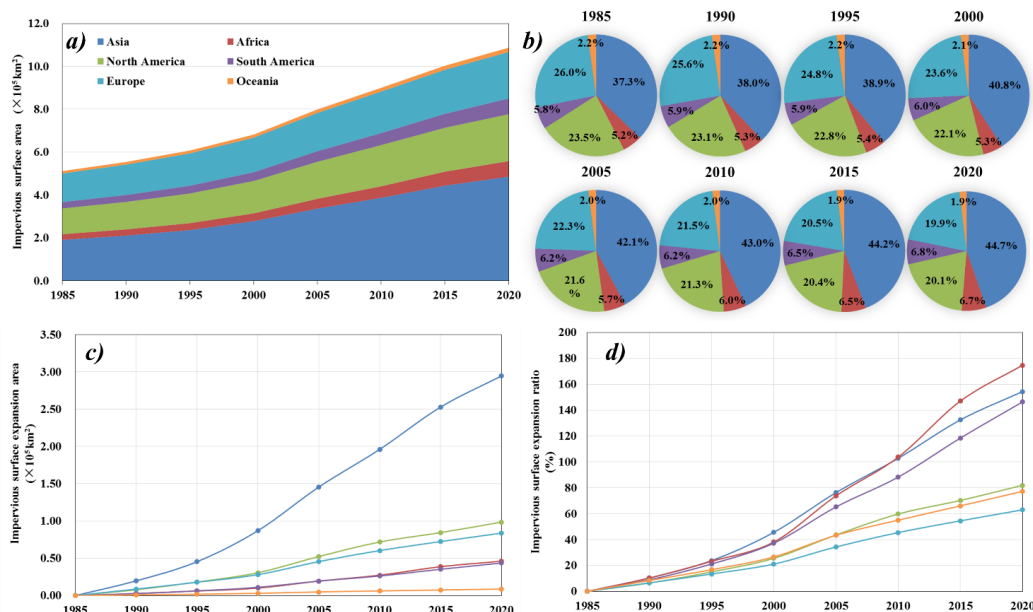 a)
Impervious surface area (×10⁵ km²)
12.0
10.0
8.0
6.0
4.0
2.0
0.0
Asia
Africa
North America
South America
Europe
Oceania
1985 1990 1995 2000 2005 2010 2015 2020
b)
1985 1990 1995 2000
2.2% 37.3% 5.2% 23.5% 5.8% 26.0%
2.2% 38.0% 5.3% 23.1% 5.9% 25.6%
2.2% 38.9% 5.4% 22.8% 5.9% 24.8%
2.1% 40.8% 5.3% 22.1% 6.0% 23.6%
2005 2010 2015 2020
2.0% 42.1% 5.7% 21.6
%
6.2% 22.3%
2.0% 43.0% 6.0% 21.3% 6.2% 21.5%
1.9% 44.2% 6.5% 20.4% 6.5% 20.5%
1.9% 44.7% 6.7% 20.1% 6.8% 19.9%
c)
Impervious surface expansion area
(×10⁵ km²)
3.50
3.00
2.50
2.00
1.50
1.00
0.50
0.00
1985 1990 1995 2000 2005 2010 2015 2020
d)
Impervious surface expansion ratio
(%)
200
180
160
140
120
100
80
60
40
20
0
1985 1990 1995 2000 2005 2010 2015 2020